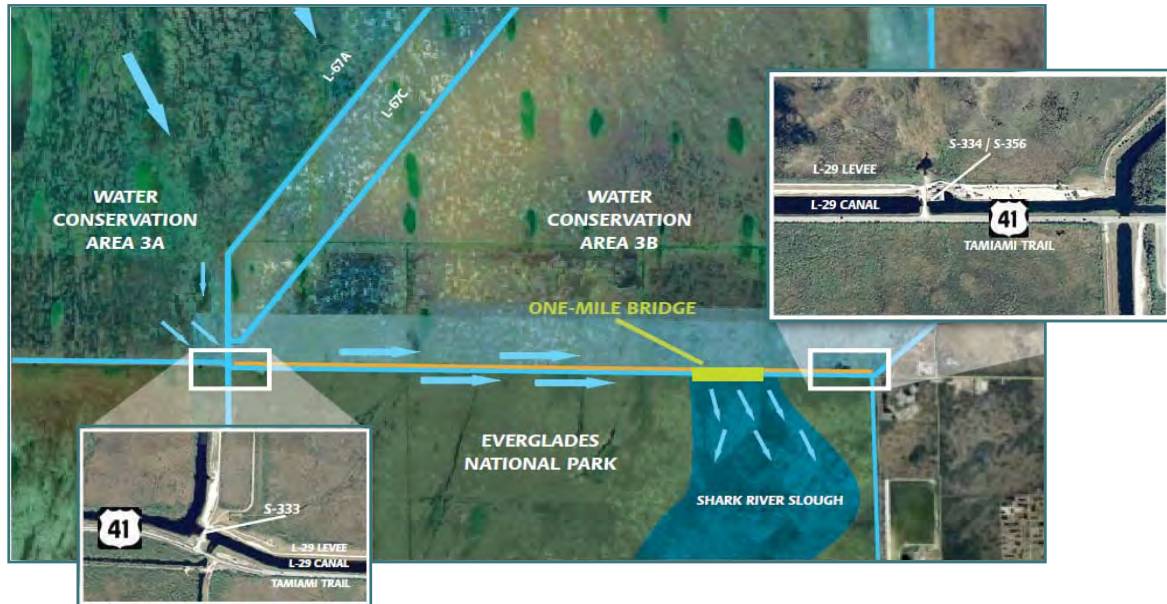 L-67A
L-67C
WATER
CONSERVATION
AREA 3A
WATER
CONSERVATION
AREA 3B
ONE-MILE BRIDGE
EVERGLADES
NATIONAL PARK
SHARK RIVER SLOUGH
S-334 / S-356
L-29 LEVEE
L-29 CANAL
41
TAMIAMI TRAIL
S-333
41
L-29 LEVEE
L-29 CANAL
TAMIAMI TRAIL